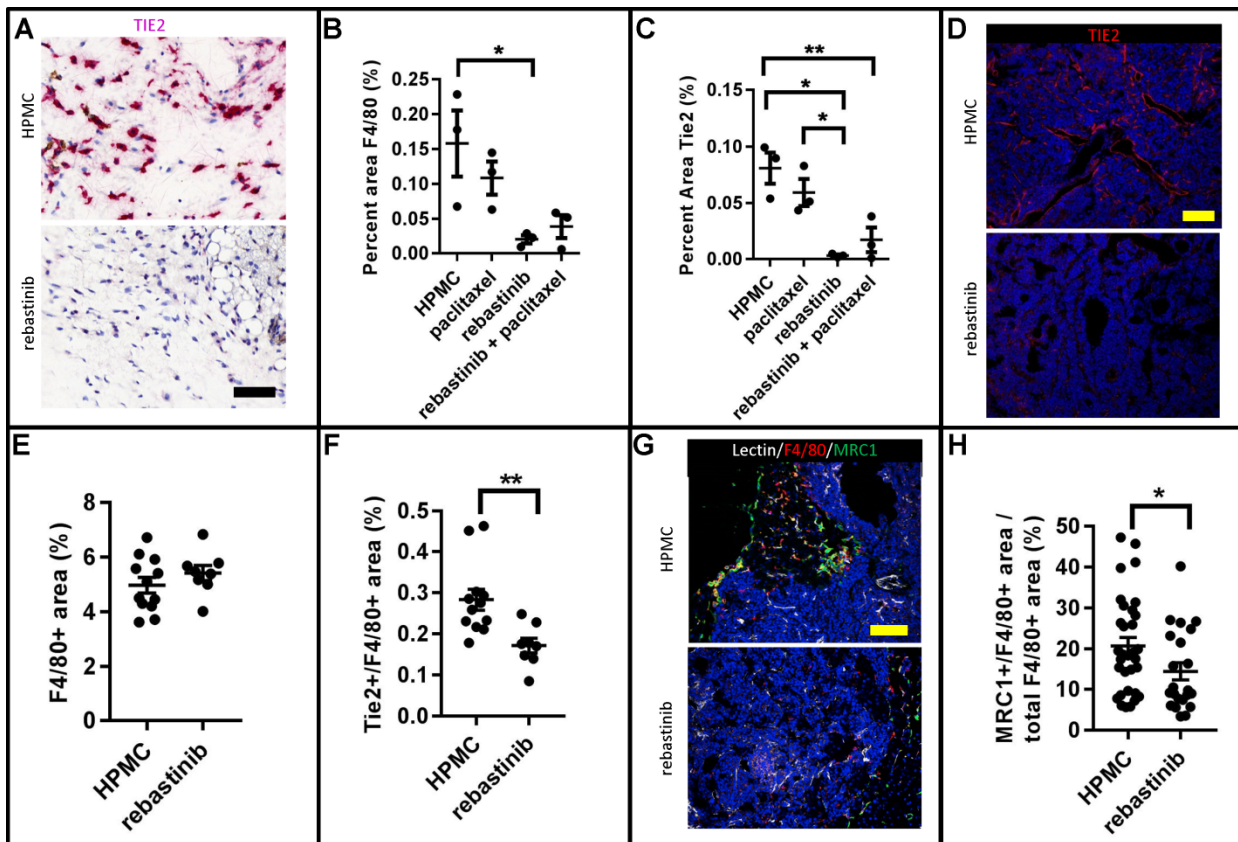 A
TIE2
HPMC
rebastinib
B
Percent area F4/80 (%)
0.25
0.20
0.15
0.10
0.05
0.00
*
HPMC
paclitaxel
rebastinib
rebastinib + paclitaxel
C
Percent Area Tie2 (%)
0.15
0.10
0.05
0.00
**
*
*
HPMC
paclitaxel
rebastinib
rebastinib + paclitaxel
D
TIE2
HPMC
rebastinib
E
F4/80+ area (%)
8
6
4
2
0
HPMC
rebastinib
F
Tie2+/F4/80+ area (%)
0.5
0.4
0.3
0.2
0.1
0.0
**
HPMC
rebastinib
G
Lectin/F4/80/MRC1
HPMC
rebastinib
H
MRC1+/F4/80+ area /
total F4/80+ area (%)
50
40
30
20
10
0
*
HPMC
rebastinib